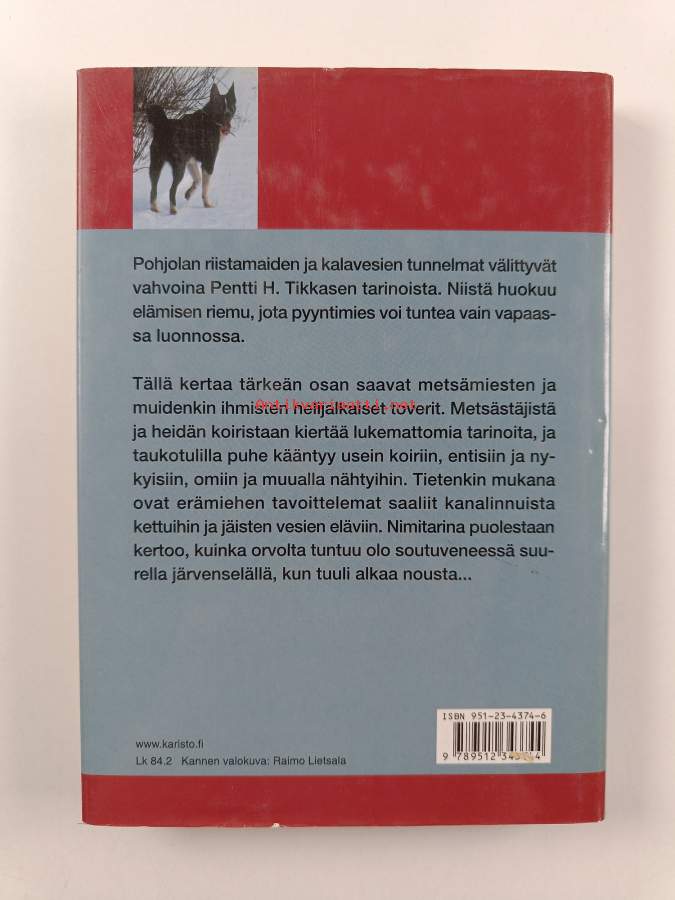 Pohjolan riistamaiden ja kalavesien tunnelmat välittyvät
vahvoina Pentti H. Tikkasen tarinoista. Niistä huokuu
elämisen riemu, jota pyyntimies voi tuntea vain vapaas-
sa luonnossa.
Tällä kertaa tärkeän osan saavat metsämiesten ja
Antikvariaatti.net
muidenkin ihmisten nelijalkaiset toverit. Metsästäjistä
ja heidän koiristaan kiertää lukemattomia tarinoita, ja
taukotulilla puhe kääntyy usein koiriin, entisiin ja ny-
kyisiin, omiin ja muualla nähtyihin. Tietenkin mukana
ovat erämiehen tavoittelemat saaliit kanalinnuista
kettuihin ja jäisten vesien eläviin. Nimitarina puolestaan
kertoo, kuinka orvolta tuntuu olo soutuveneessä suu-
rella järvenselällä, kun tuuli alkaa nousta...
ISBN 951-23-4374-6
www.karisto.fi
Lk 84.2 Kannen valokuva: Raimo Lietsala